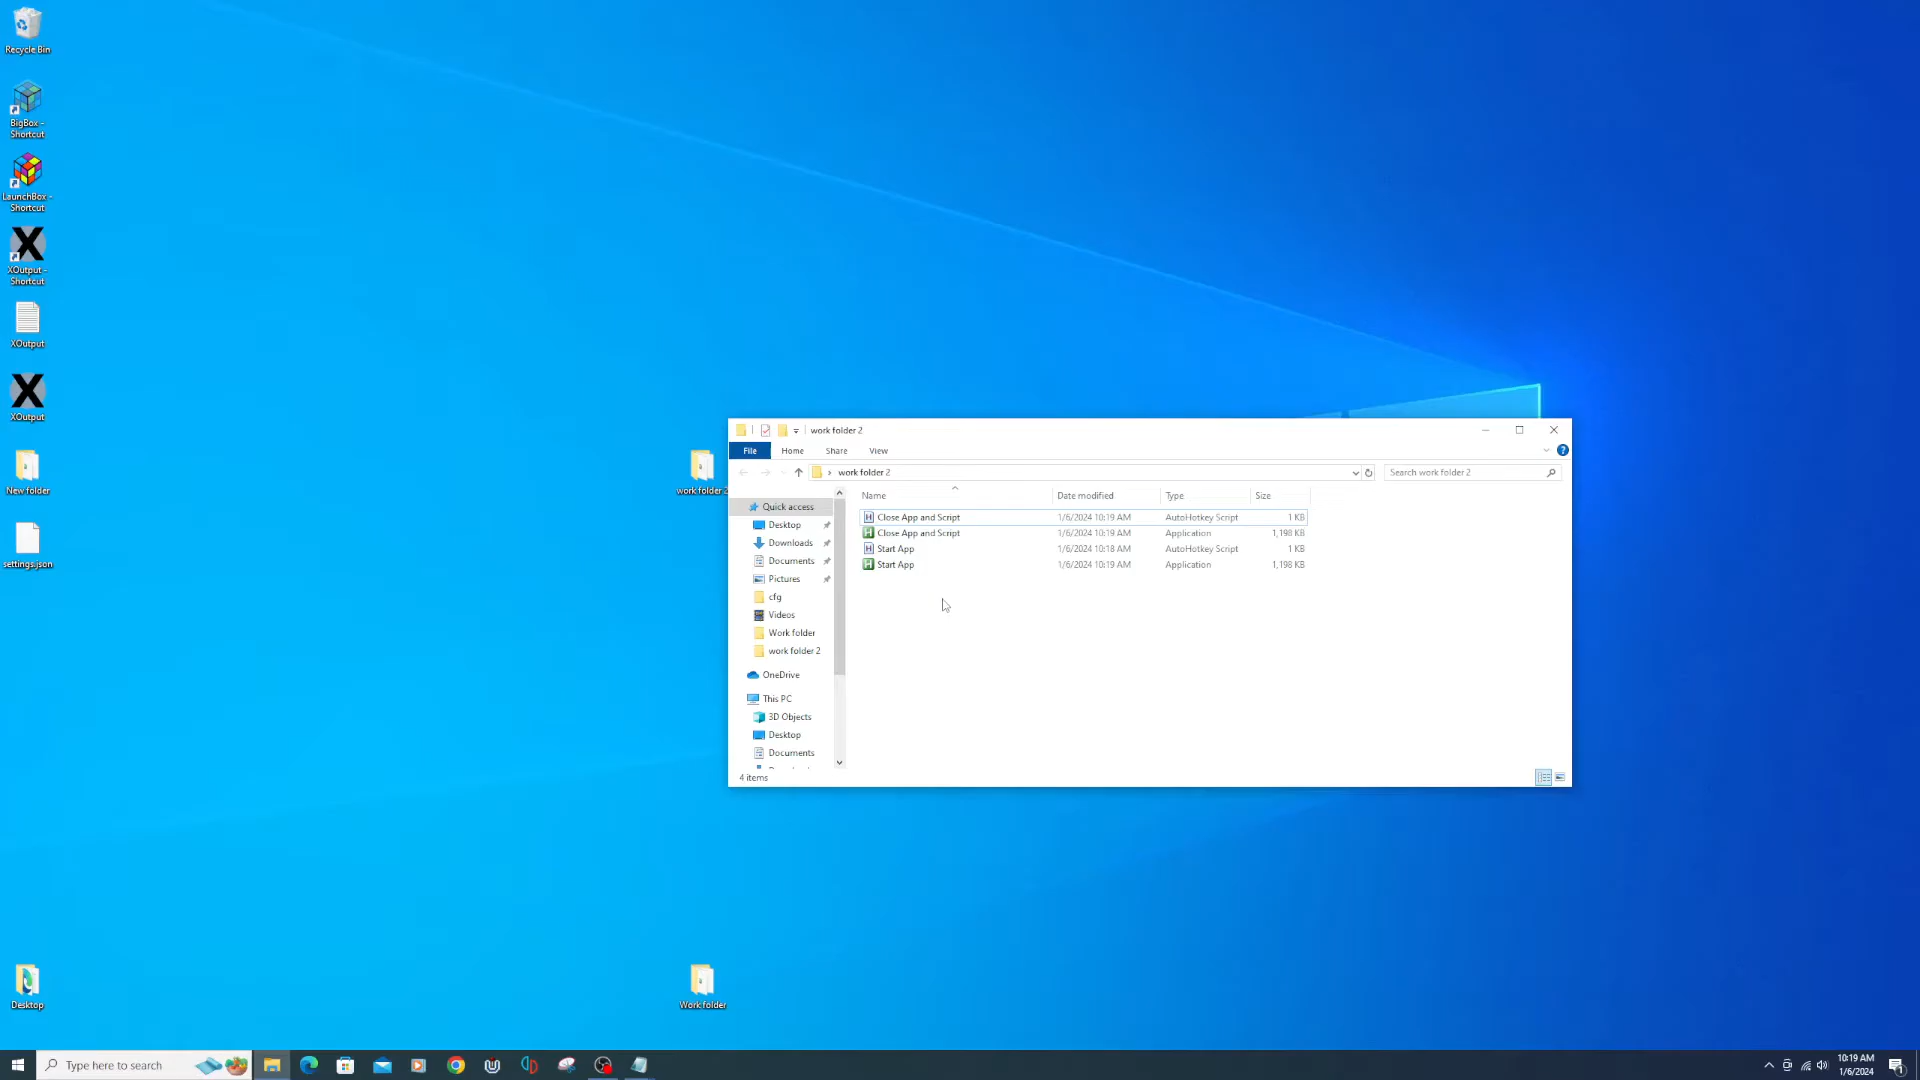 Recycle Bin
BigBox -
Shortcut
LaunchBox -
Shortcut
XOutput -
Shortcut
XOutput
XOutput
New folder
settings.json
Desktop
work folder 2
Work folder
work folder 2
File Home Share View
work folder 2
Search work folder 2
Name Date modified Type Size
Close App and Script 1/6/2024 10:19 AM AutoHotkey Script 1 KB
Close App and Script 1/6/2024 10:19 AM Application 1,198 KB
Start App 1/6/2024 10:18 AM AutoHotkey Script 1 KB
Start App 1/6/2024 10:19 AM Application 1,198 KB
Quick access
Desktop
Downloads
Documents
Pictures
cfg
Videos
Work folder
work folder 2
OneDrive
This PC
3D Objects
Desktop
Documents
4 items
Type here to search
10:19 AM
1/6/2024